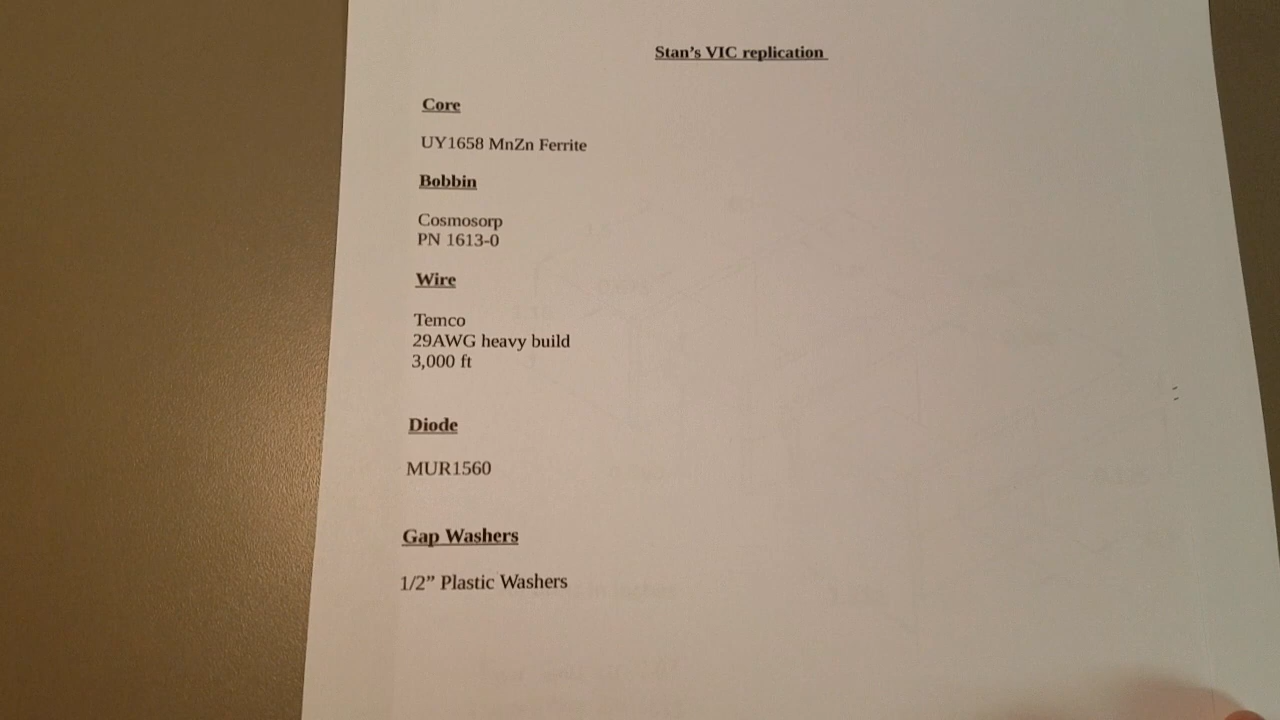 Stan's VIC replication
Core
UY1658 MnZn Ferrite
Bobbin
Cosmosorp
PN 1613-0
Wire
Temco
29AWG heavy build
3,000 ft
Diode
MUR1560
Gap Washers
1/2” Plastic Washers